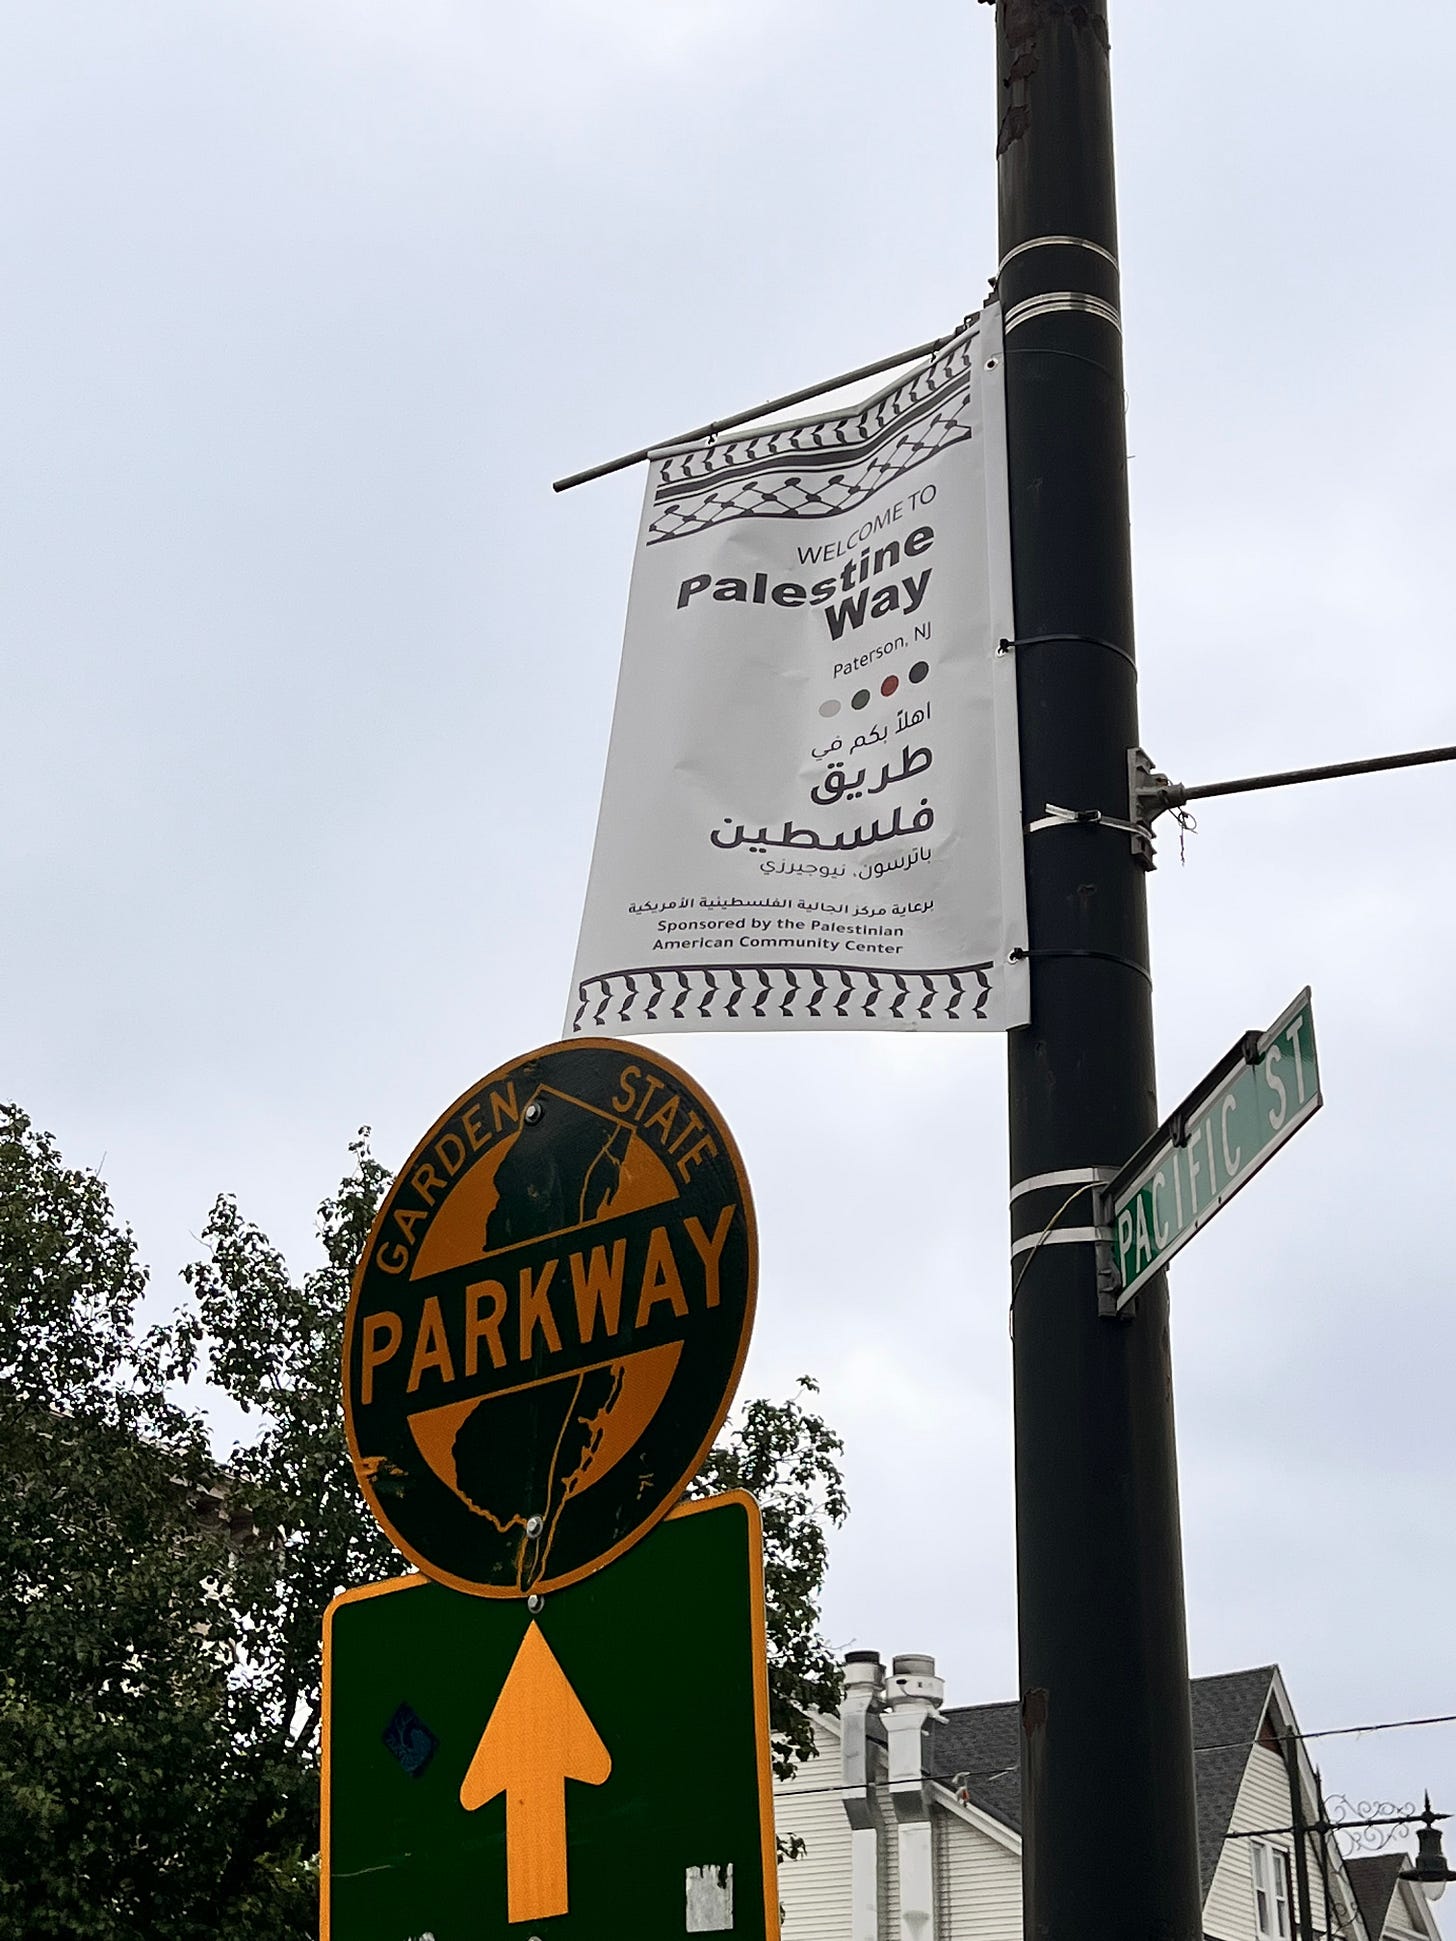 WELCOME TO
Palestine
Way
Paterson, NJ
اهلاً بكم في
طريق
فلسطين
باترسون، نيوجيرزي
برعاية مركز الجالية الفلسطينية الأمريكية
Sponsored by the Palestinian
American Community Center
PACIFIC ST
GARDEN STATE
PARKWAY